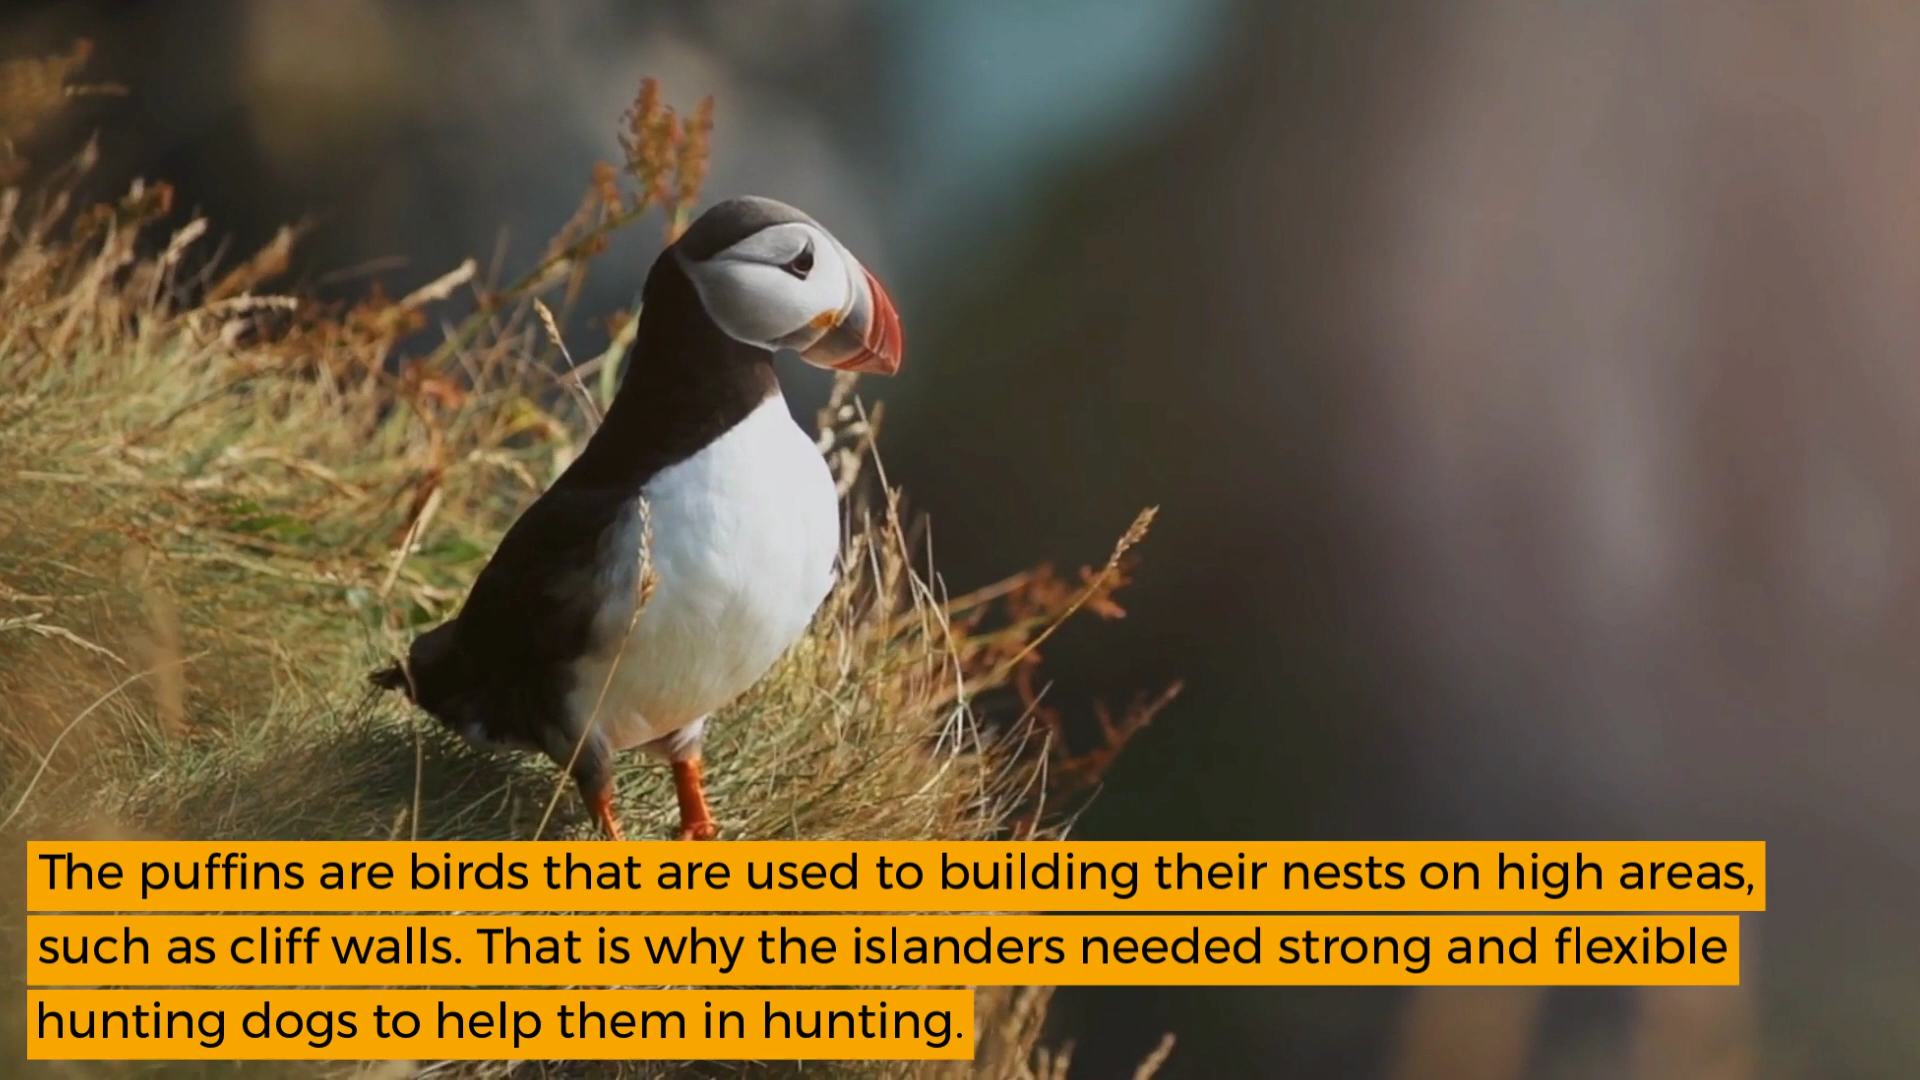 The puffins are birds that are used to building their nests on high areas,
such as cliff walls. That is why the islanders needed strong and flexible
hunting dogs to help them in hunting.